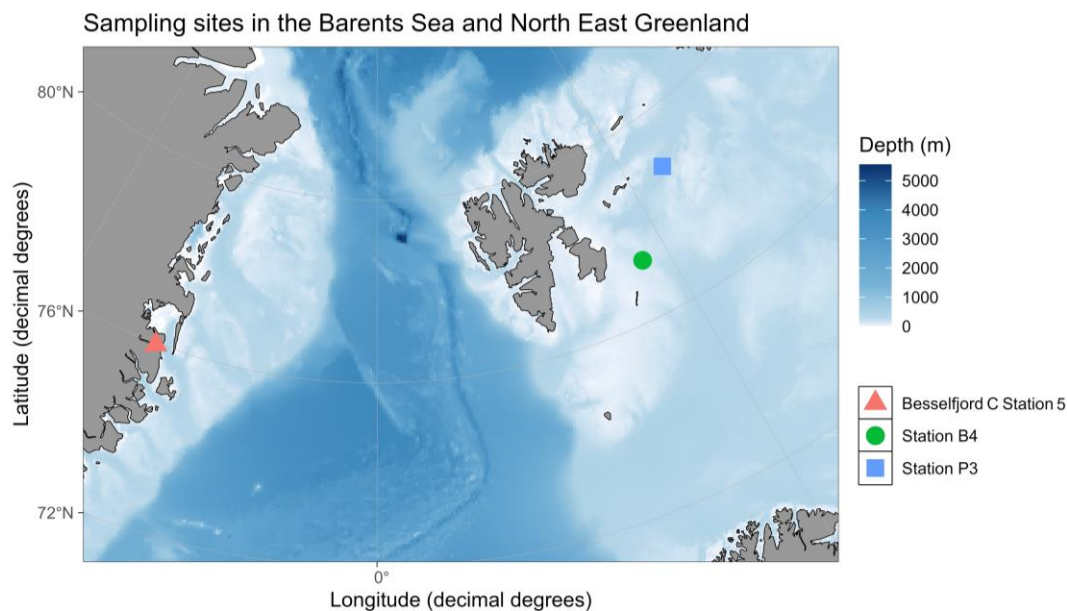 Sampling sites in the Barents Sea and North East Greenland
80°N
76°N
72°N
Latitude (decimal degrees)
0°
Longitude (decimal degrees)
Depth (m)
5000
4000
3000
2000
1000
0
Besselfjord C Station 5
Station B4
Station P3